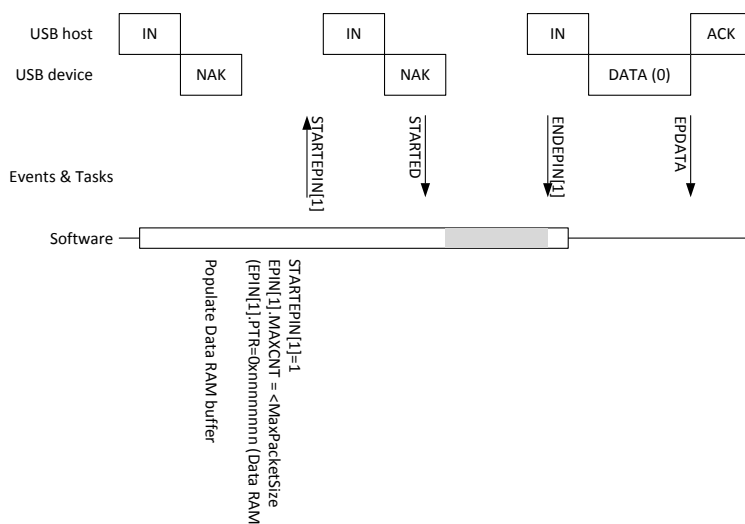 USB host
IN
IN
IN
ACK
USB device
NAK
NAK
DATA (0)
Events & Tasks
STARTEPIN[1]
STARTED
ENDEPIN[1]
EPDATA
Software
Populate Data RAM buffer
(EPIN[1].PTR=0xnnnnnnnn (Data RAM
EPIN[1].MAXCNT = <MaxPacketSize
STARTEPIN[1]=1